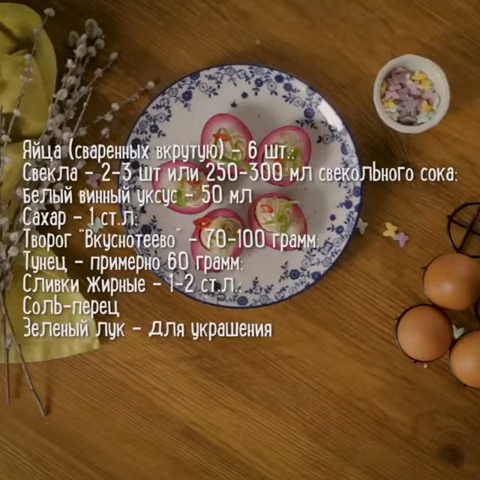 Яйца (сваренных вкрутую) - 6 шт.;
Свекла - 2-3 шт или 250-300 мл свекольного сока;
Белый винный уксус - 50 мл
Сахар - 1 ст.л;
Творог "Вкуснотеево" - 70-100 грамм;
Тунец - примерно 60 грамм;
Сливки жирные - 1-2 ст.л.;
Соль-перец
Зеленый лук - для украшения